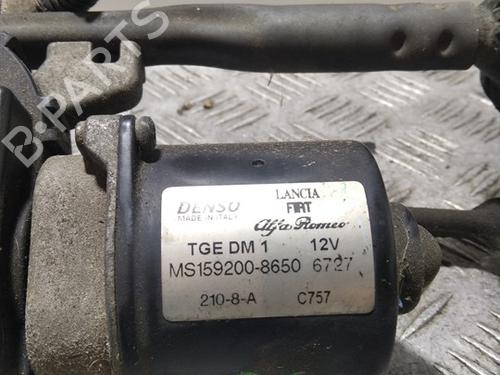 B-PARTS
DENSO LANCIA
MADE IN ITALY FIAT
Alfa Romeo
TGE DM 1 12V
MS159200-8650 6727
210-8-A C757